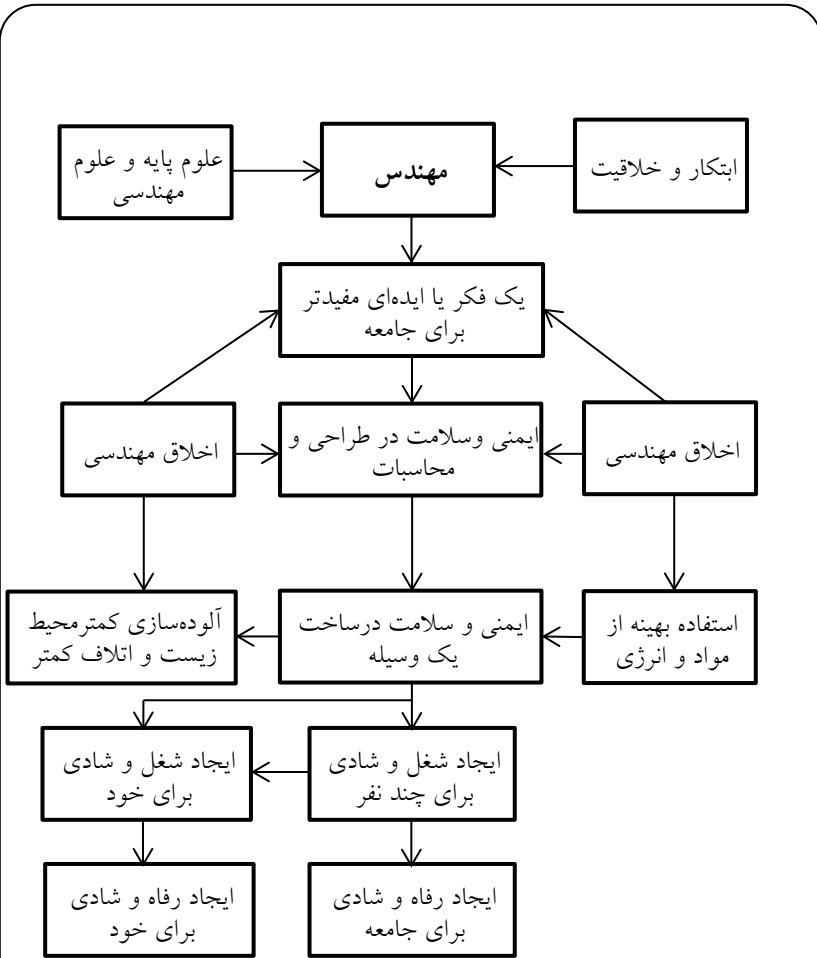 ابتکار و خلاقیت
مهندس
علوم پایه و علوم
مهندسی
یک فکر یا ایده‌ای مفیدتر
برای جامعه
اخلاق مهندسی
ایمنی وسلامت در طراحی و
محاسبات
اخلاق مهندسی
استفاده بهینه از
مواد و انرژی
ایمنی و سلامت درساخت
یک وسیله
آلوده‌سازی کمترمحیط
زیست و اتلاف کمتر
ایجاد شغل و شادی
برای چند نفر
ایجاد شغل و شادی
برای خود
ایجاد رفاه و شادی
برای جامعه
ایجاد رفاه و شادی
برای خود